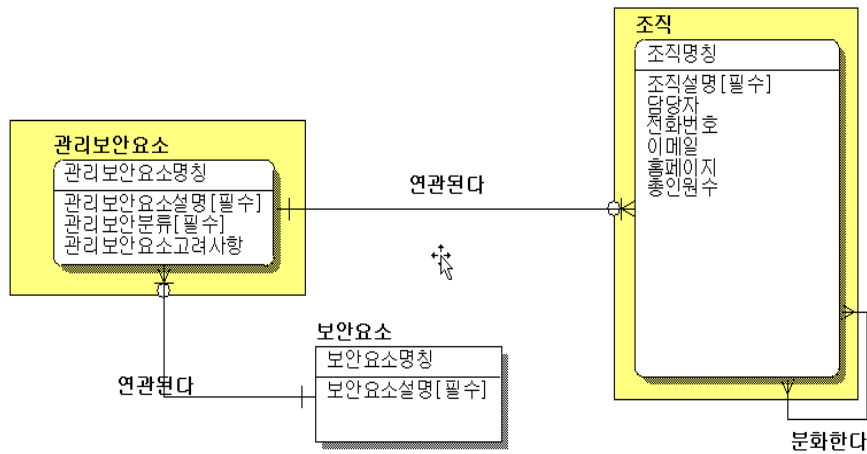 조직
조직명칭
조직설명[필수]
담당자
전화번호
이메일
홈페이지
총인원수
관리보안요소
관리보안요소명칭
관리보안요소설명[필수]
관리보안분류[필수]
관리보안요소고려사항
연관된다
보안요소
보안요소명칭
보안요소설명[필수]
연관된다
분화한다